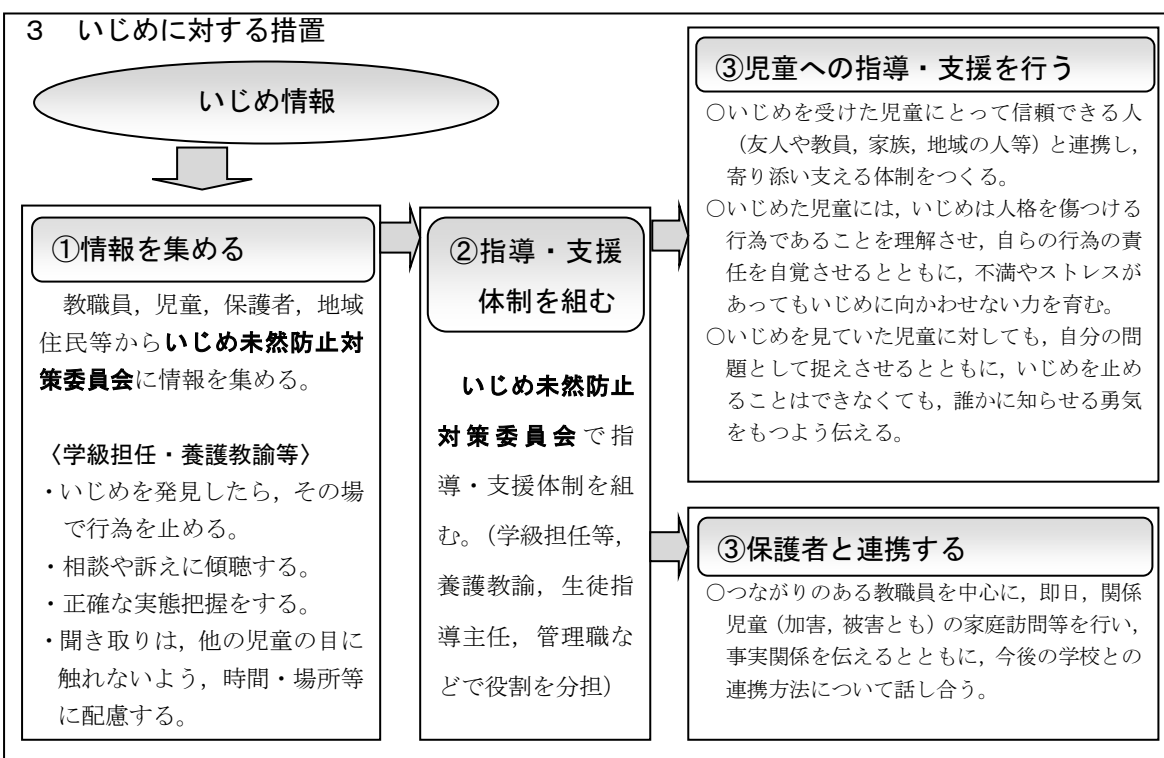 ３　いじめに対する措置
いじめ情報
①情報を集める
教職員，児童，保護者，地域
住民等からいじめ未然防止対
策委員会に情報を集める。
〈学級担任・養護教諭等〉
・いじめを発見したら，その場
で行為を止める。
・相談や訴えに傾聴する。
・正確な実態把握をする。
・聞き取りは，他の児童の目に
触れないよう，時間・場所等
に配慮する。
②指導・支援
体制を組む
いじめ未然防止
対策委員会で指
導・支援体制を組
む。（学級担任等，
養護教諭，生徒指
導主任，管理職な
どで役割を分担）
③児童への指導・支援を行う
○いじめを受けた児童にとって信頼できる人
（友人や教員，家族，地域の人等）と連携し，
寄り添い支える体制をつくる。
○いじめた児童には，いじめは人格を傷つける
行為であることを理解させ，自らの行為の責
任を自覚させるとともに，不満やストレスが
あってもいじめに向かわせない力を育む。
○いじめを見ていた児童に対しても，自分の問
題として捉えさせるとともに，いじめを止め
ることはできなくても，誰かに知らせる勇気
をもつよう伝える。
③保護者と連携する
○つながりのある教職員を中心に，即日，関係
児童（加害，被害とも）の家庭訪問等を行い，
事実関係を伝えるとともに，今後の学校との
連携方法について話し合う。